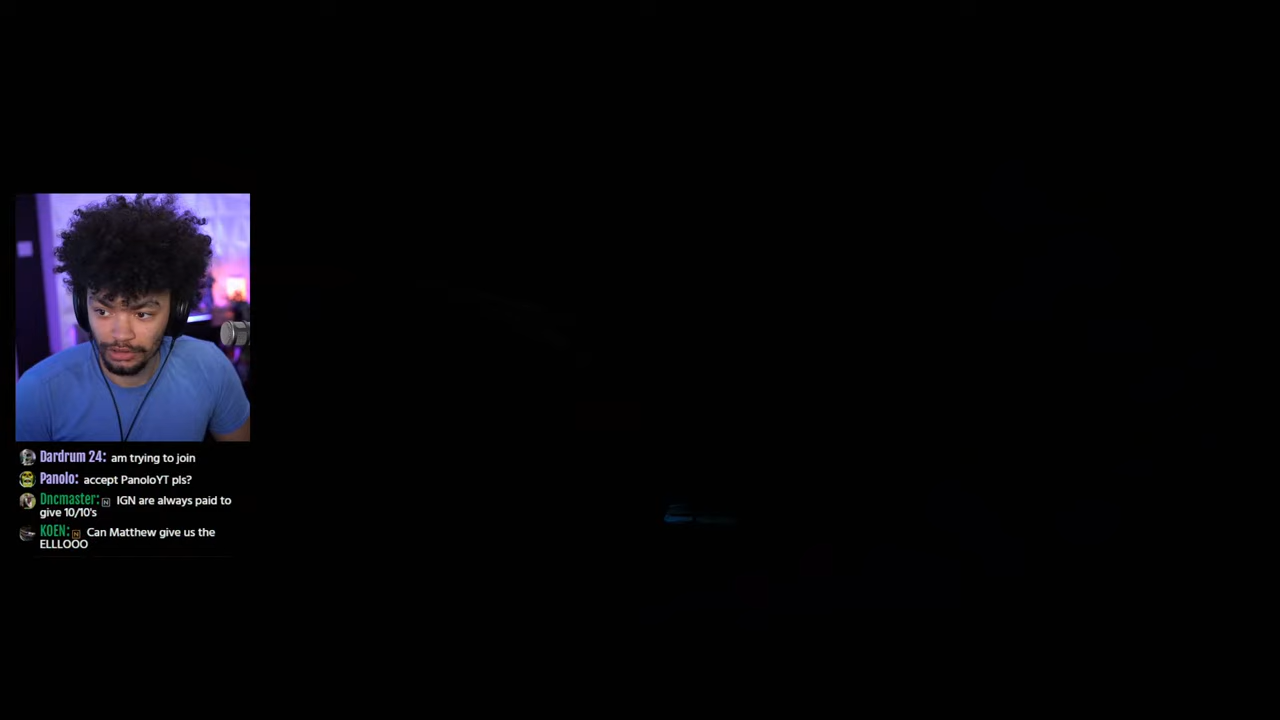 Dardrum 24: am trying to join
Panolo: accept PanoloYT pls?
Dncmaster: N IGN are always paid to
give 10/10's
KOEN: N Can Matthew give us the
ELLLOOO